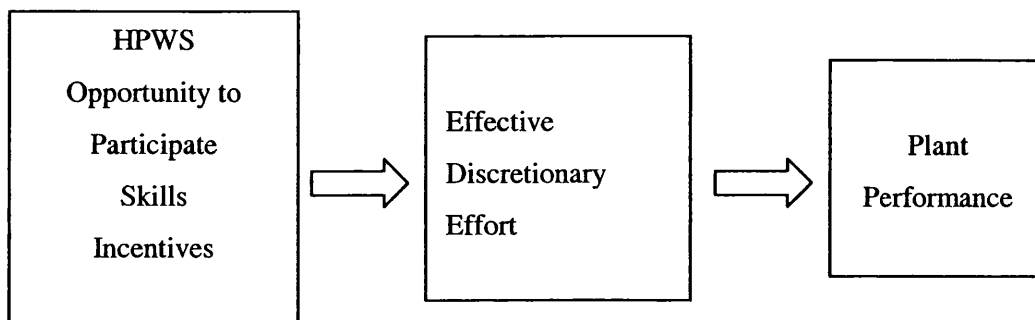 HPWS
Opportunity to
Participate
Skills
Incentives
Effective
Discretionary
Effort
Plant
Performance